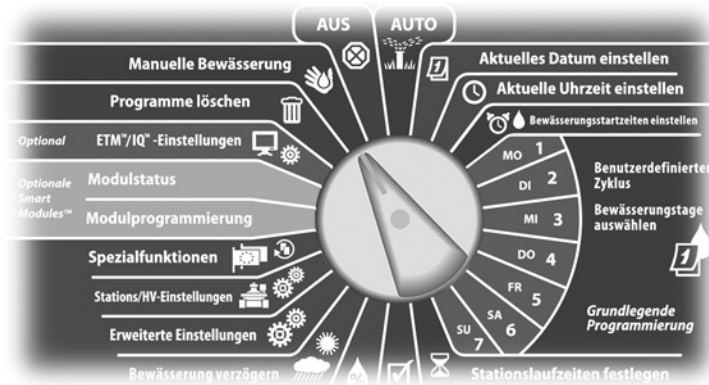 AUS
AUTO
Manuelle Bewässerung
Programme löschen
Optional
ETM™/IQ™ -Einstellungen
Optionale
Smart
Modules™
Modulstatus
Modulprogrammierung
Spezialfunktionen
Stations/HV-Einstellungen
Erweiterte Einstellungen
Bewässerung verzögern
%
Aktuelles Datum einstellen
1
Aktuelle Uhrzeit einstellen
Bewässerungsstartzeiten einstellen
MO 1
DI 2
MI 3
DO 4
FR 5
SA 6
SU 7
Benutzerdefinierter
Zyklus
Bewässerungstage
auswählen
1
Grundlegende
Programmierung
Stationslaufzeiten festlegen